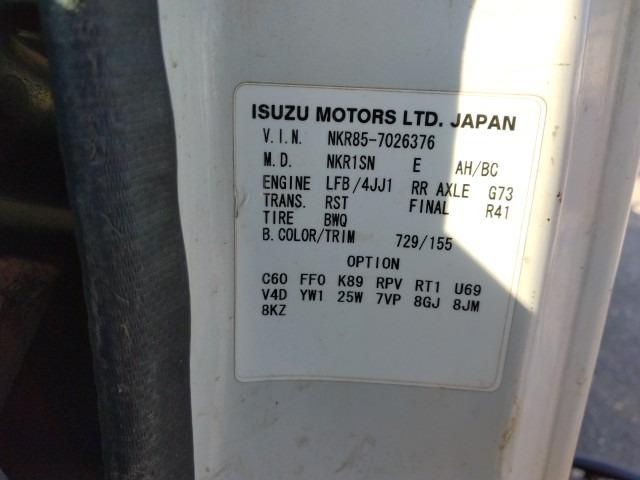 ISUZU MOTORS LTD. JAPAN
V.I.N. NKR85-7026376
M.D. NKR1SN E AH/BC
ENGINE LFB/4JJ1 RR AXLE G73
TRANS. RST FINAL R41
TIRE BWQ
B.COLOR/TRIM 729/155
OPTION
C60 FF0 K89 RPV RT1 U69
V4D YW1 25W 7VP 8GJ 8JM
8KZ